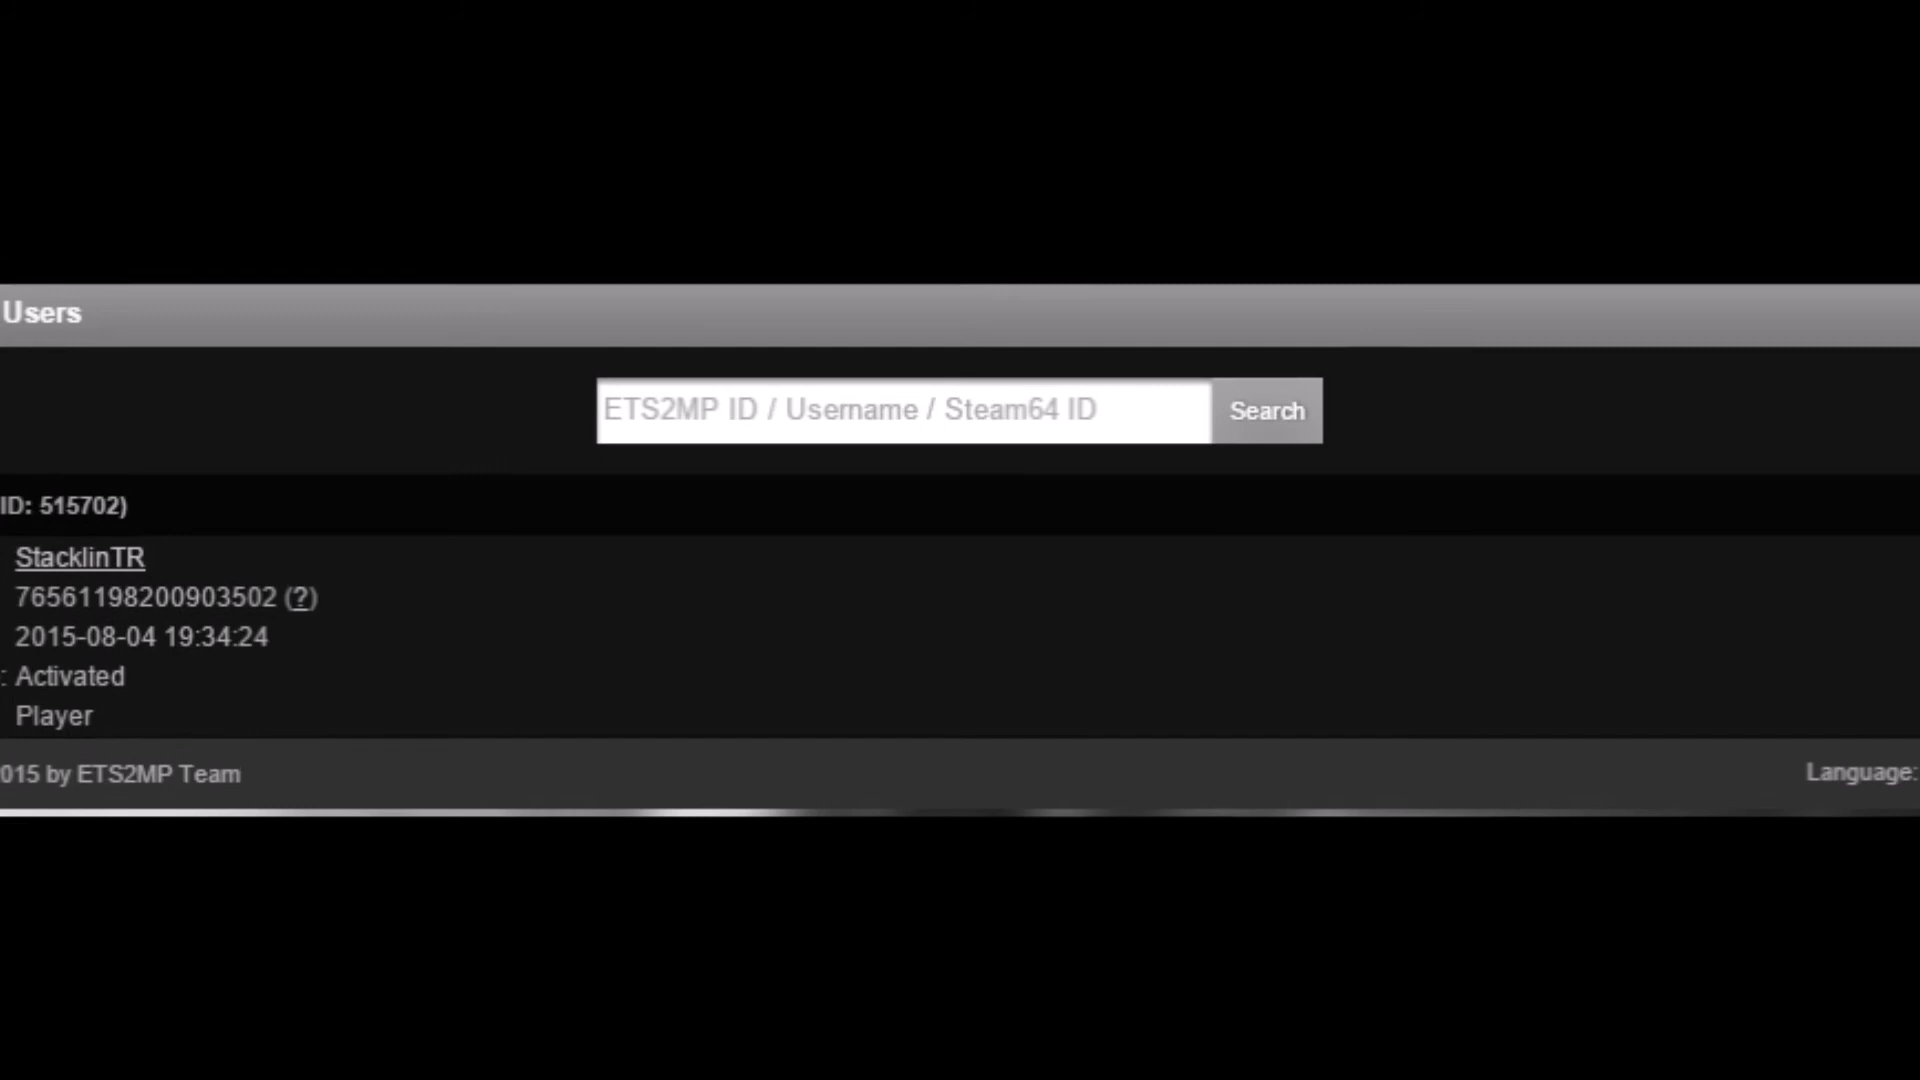 Users
ETS2MP ID / Username / Steam64 ID
Search
ID: 515702)
StacklinTR
76561198200903502 (?)
2015-08-04 19:34:24
: Activated
Player
015 by ETS2MP Team
Language: